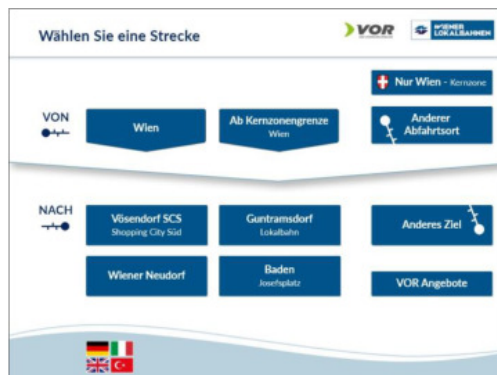 Wählen Sie eine Strecke
VOR
WIENER
LOKALBAHNEN
Nur Wien - Kernzone
VON
Wien
Ab Kernzonengrenze
Wien
Anderer
Abfahrtsort
NACH
Vösendorf SCS
Shopping City Süd
Guntramsdorf
Lokalbahn
Anderes Ziel
Wiener Neudorf
Baden
Josefsplatz
VOR Angebote